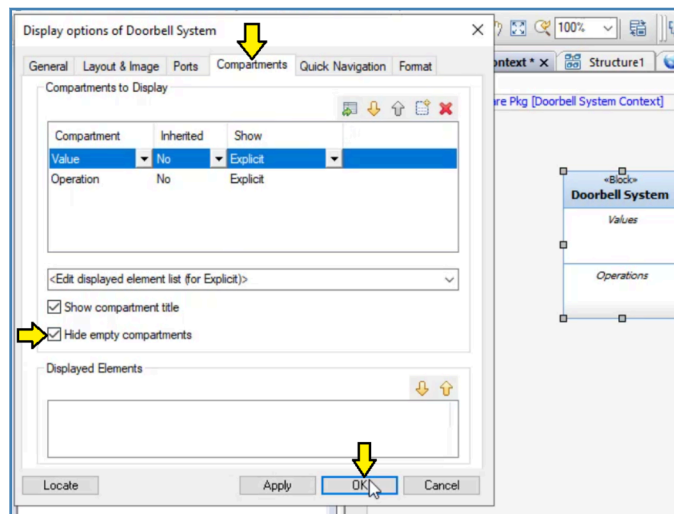 Display options of Doorbell System
100%
General Layout & Image Ports Compartments Quick Navigation Format
ontext * Structure1
Compartments to Display
re Pkg [Doorbell System Context]
Compartment Inherited Show
Value No Explicit
Operation No Explicit
«Block»
Doorbell System
Values
Operations
<Edit displayed element list (for Explicit)>
Show compartment title
Hide empty compartments
Displayed Elements
Locate Apply OK Cancel